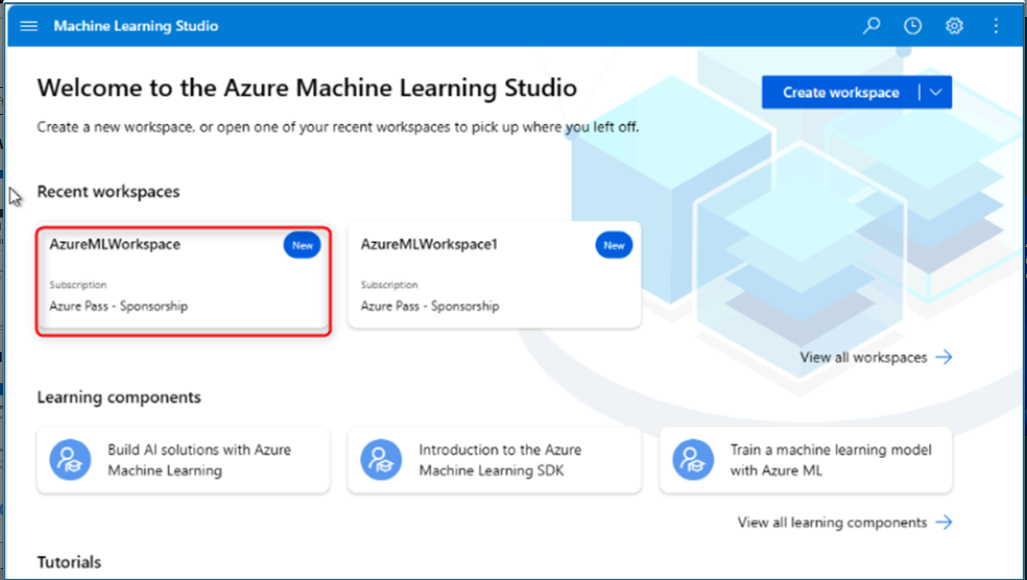 Machine Learning Studio
Welcome to the Azure Machine Learning Studio
Create workspace
Create a new workspace, or open one of your recent workspaces to pick up where you left off.
Recent workspaces
AzureMLWorkspace
New
Subscription
Azure Pass - Sponsorship
AzureMLWorkspace1
New
Subscription
Azure Pass - Sponsorship
View all workspaces
Learning components
Build AI solutions with Azure
Machine Learning
Introduction to the Azure
Machine Learning SDK
Train a machine learning model
with Azure ML
View all learning components
Tutorials